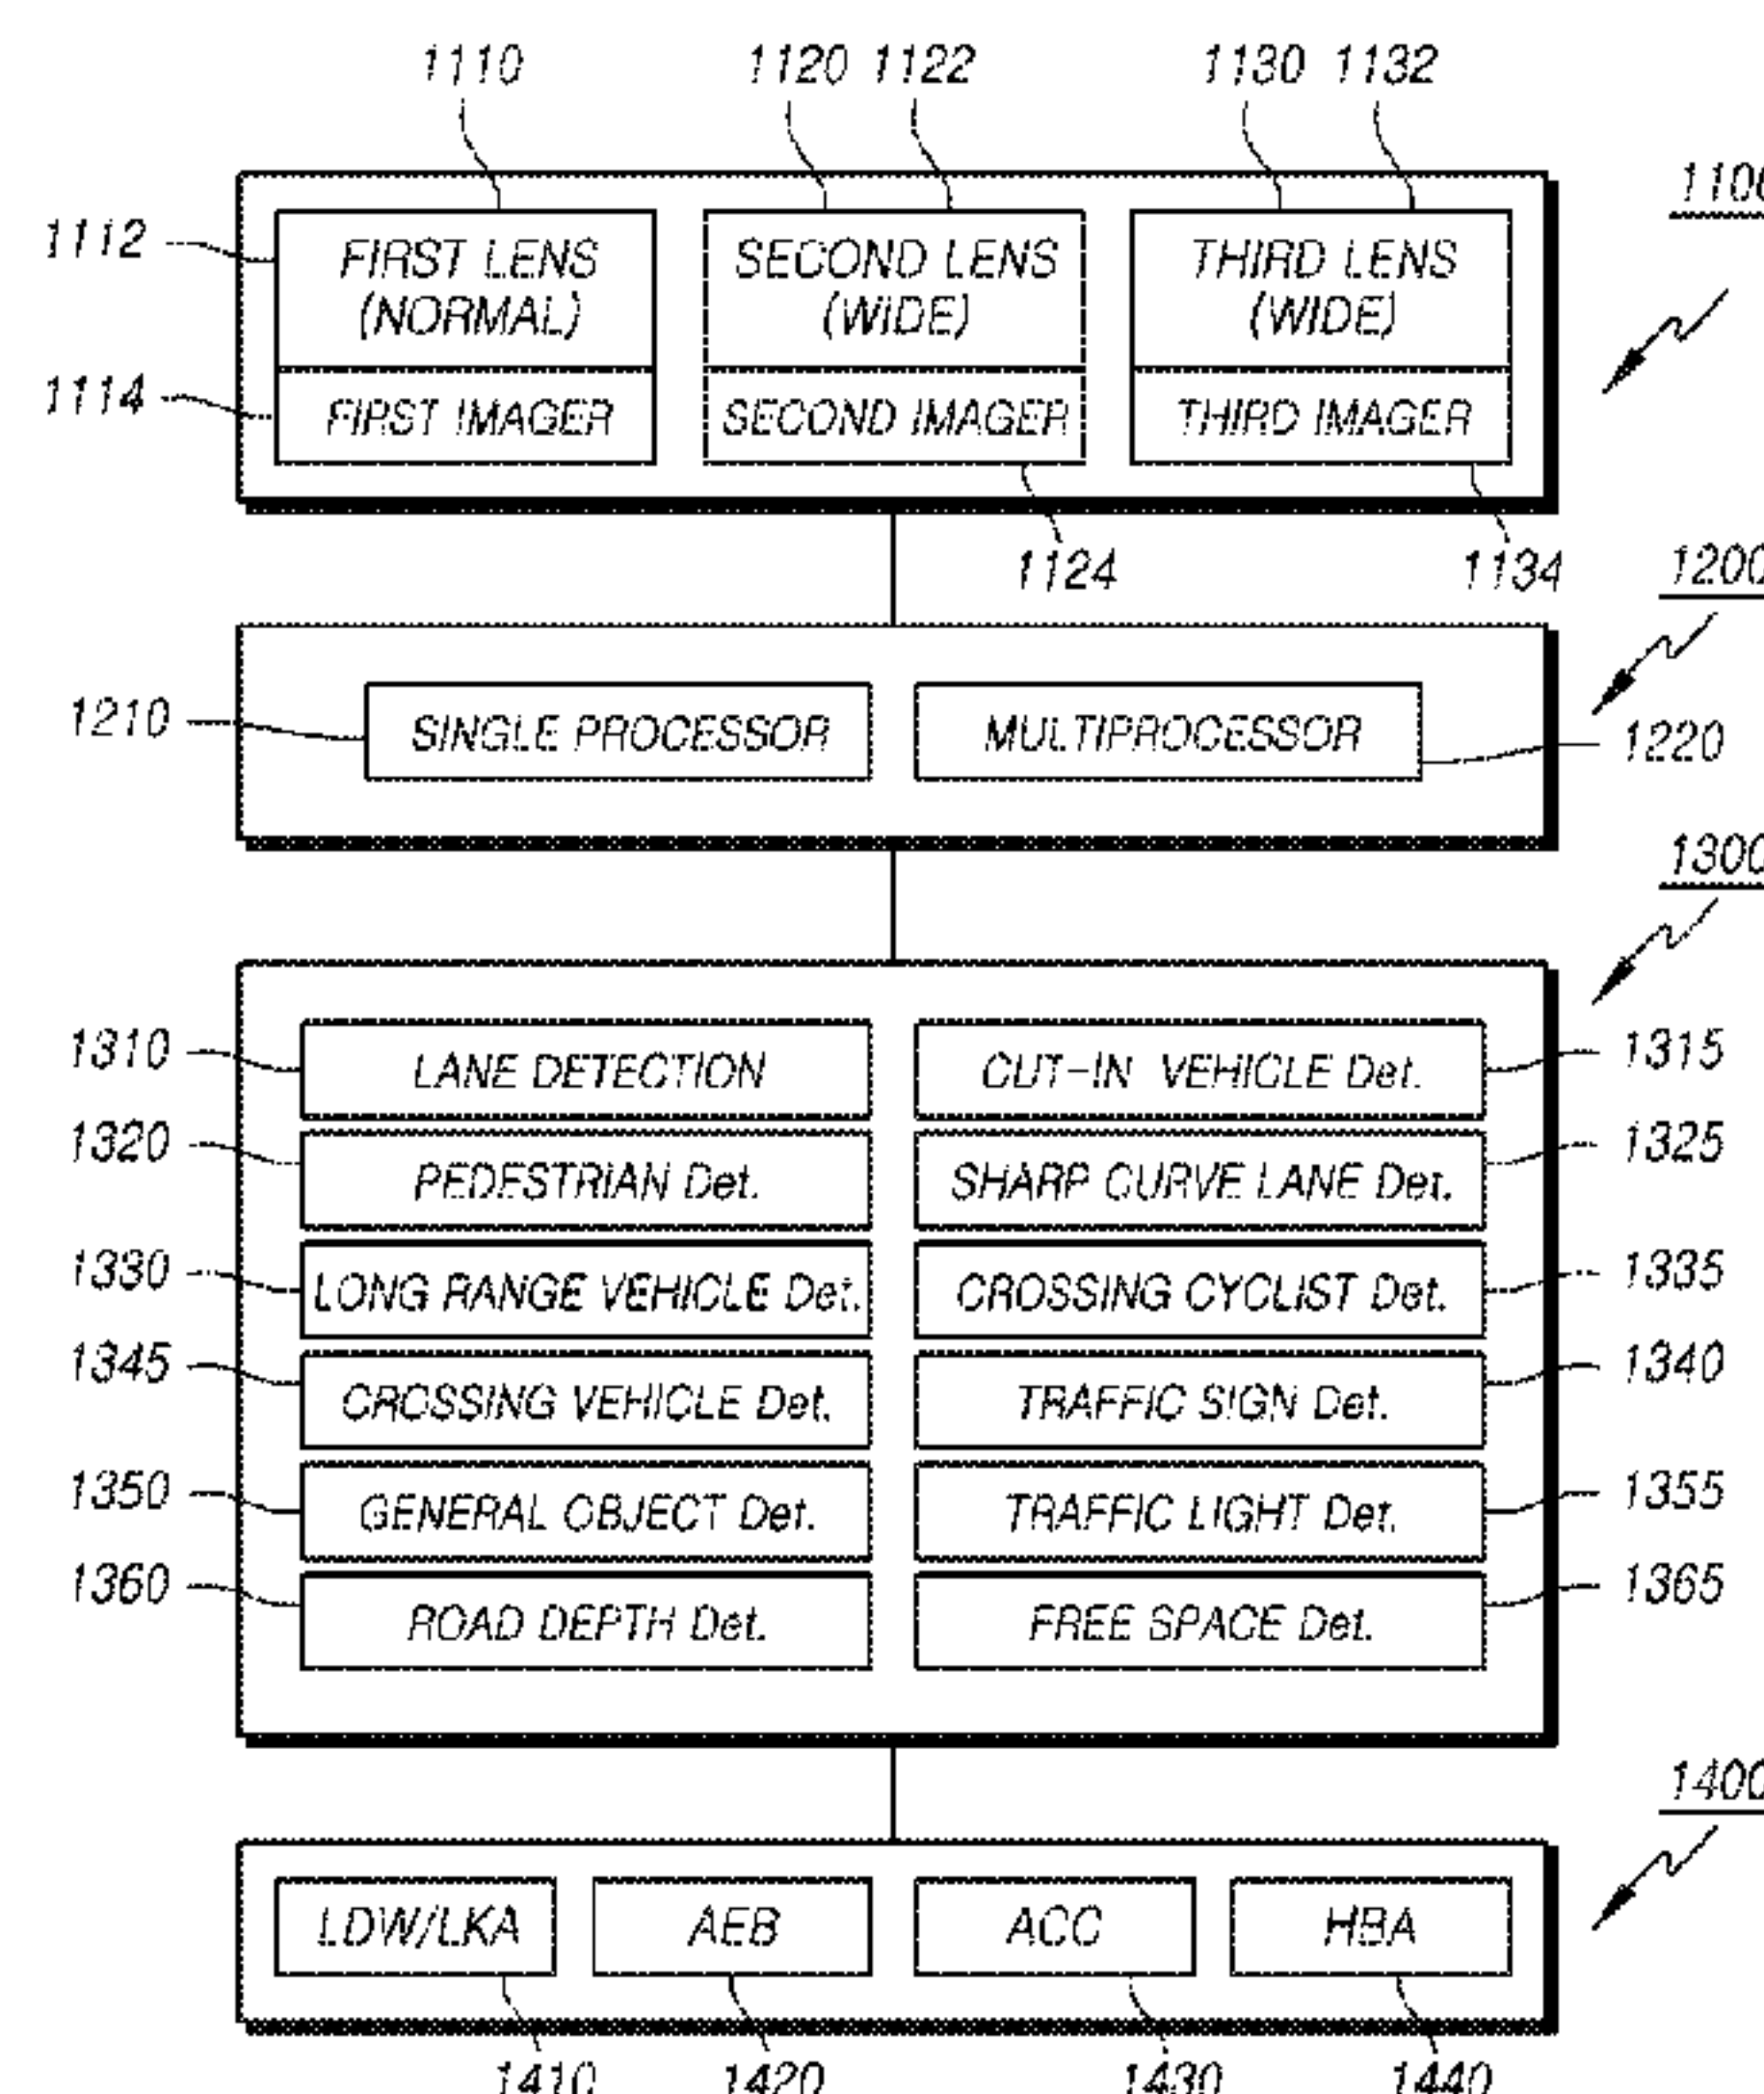 1110 1120 1122 1130 1132
1100
1112
FIRST LENS
(NORMAL)
SECOND LENS
(WIDE)
THIRD LENS
(WIDE)
1114
FIRST IMAGER
SECOND IMAGER
THIRD IMAGER
1124 1134
1200
1210
SINGLE PROCESSOR
MULTIPROCESSOR
1220
1300
1310
LANE DETECTION
CUT-IN VEHICLE Det.
1315
1320
PEDESTRIAN Det.
SHARP CURVE LANE Det.
1325
1330
LONG RANGE VEHICLE Det.
CROSSING CYCLIST Det.
1335
1345
CROSSING VEHICLE Det.
TRAFFIC SIGN Det.
1340
1350
GENERAL OBJECT Det.
TRAFFIC LIGHT Det.
1355
1360
ROAD DEPTH Det.
FREE SPACE Det.
1365
1400
LDW/LKA
AEB
ACC
HBA
1410 1420 1430 1440